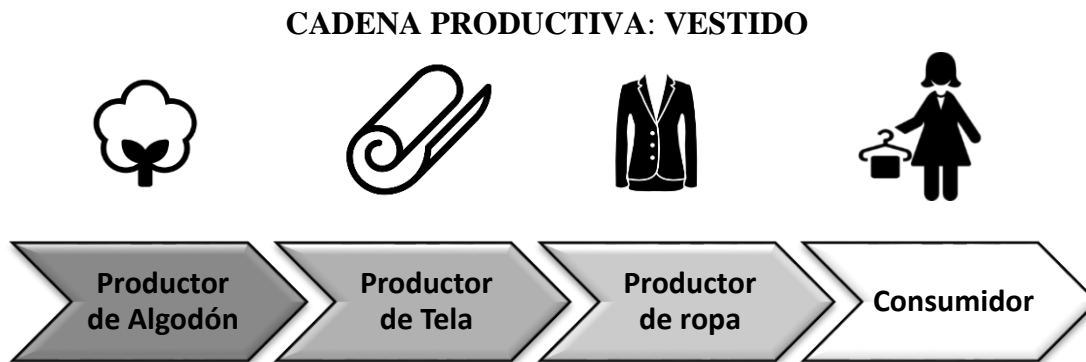 CADENA PRODUCTIVA: VESTIDO
Productor
de Algodón
Productor
de Tela
Productor
de ropa
Consumidor